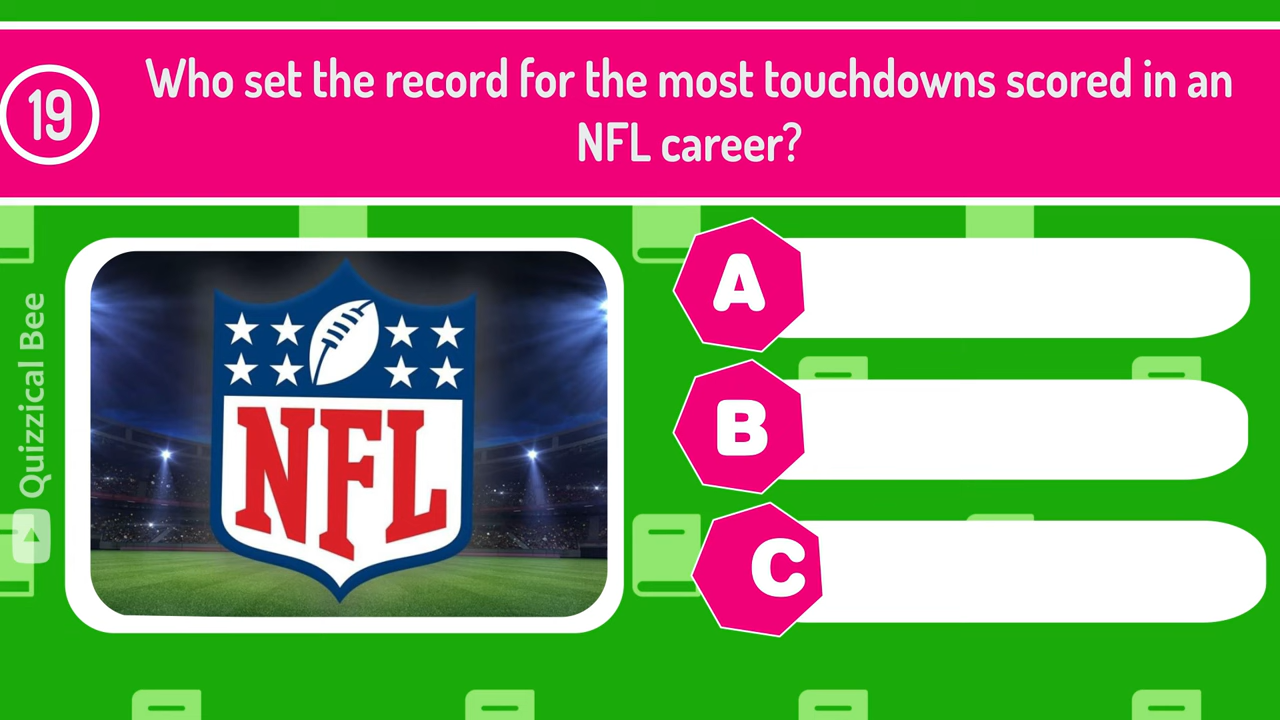 19
Who set the record for the most touchdowns scored in an
NFL career?
Quizzical Bee
NFL
A
B
C